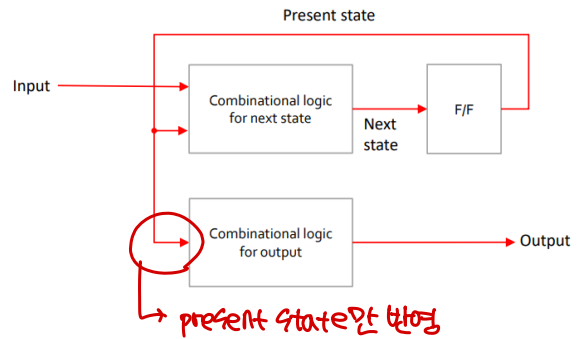 Present state
Input
Combinational logic
for next state
F/F
Next
state
Combinational logic
for output
Output
present state만 반영